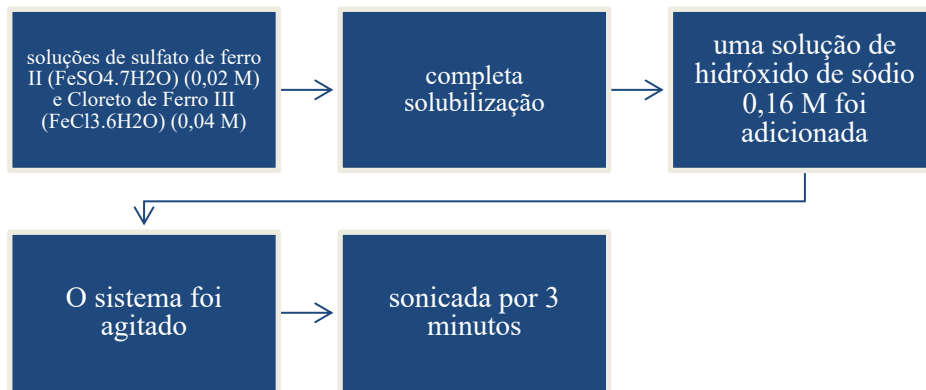 soluções de sulfato de ferro
II (FeSO4.7H2O) (0,02 M)
e Cloreto de Ferro III
(FeCl3.6H2O) (0,04 M)
completa
solubilização
uma solução de
hidróxido de sódio
0,16 M foi
adicionada
O sistema foi
agitado
sonicada por 3
minutos